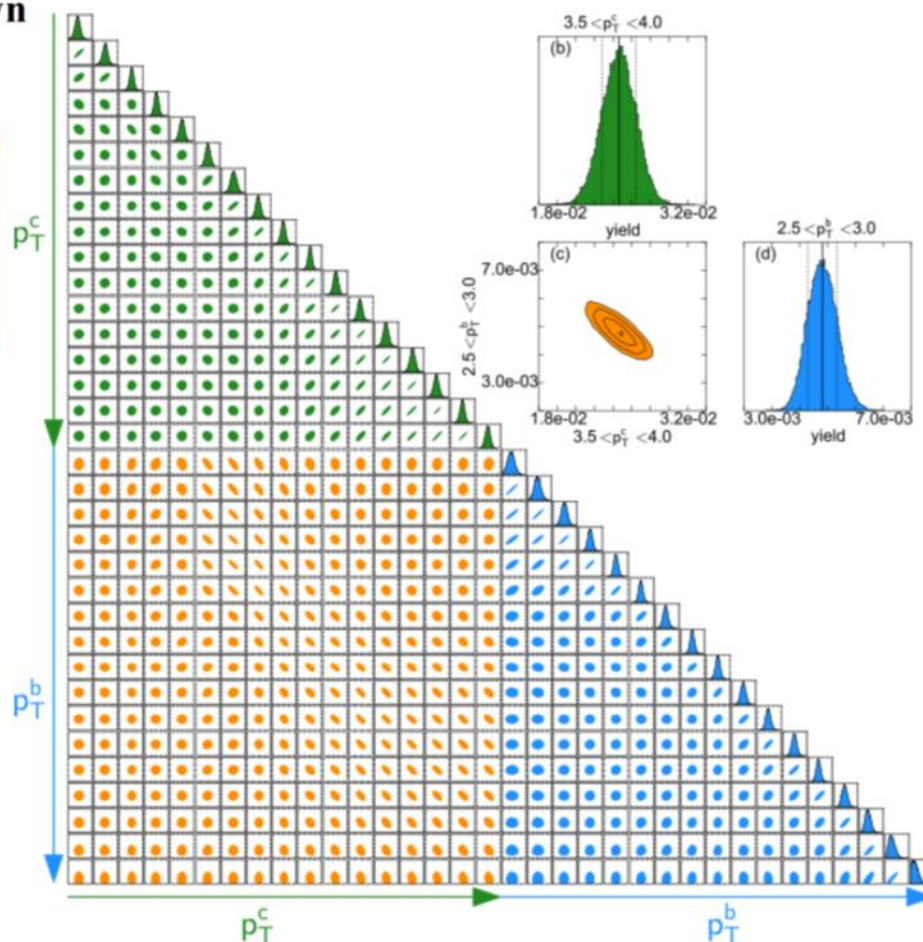 3.5 <p_T^c <4.0
(b)
1.8e-02 3.2e-02
yield
p_T^c
2.5 <p_T^b <3.0
(c)
7.0e-03
3.0e-03
2.5 <p_T^b <3.0
1.8e-02 3.2e-02
3.5 <p_T^c <4.0
(d)
3.0e-03 7.0e-03
yield
p_T^b
p_T^c p_T^b